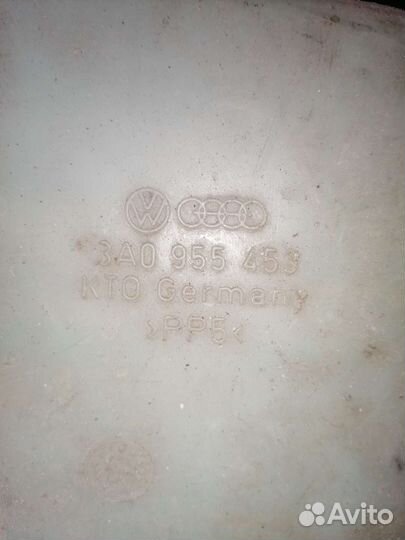 3A0 955 453
KTO Germany
>PP5<
Avito